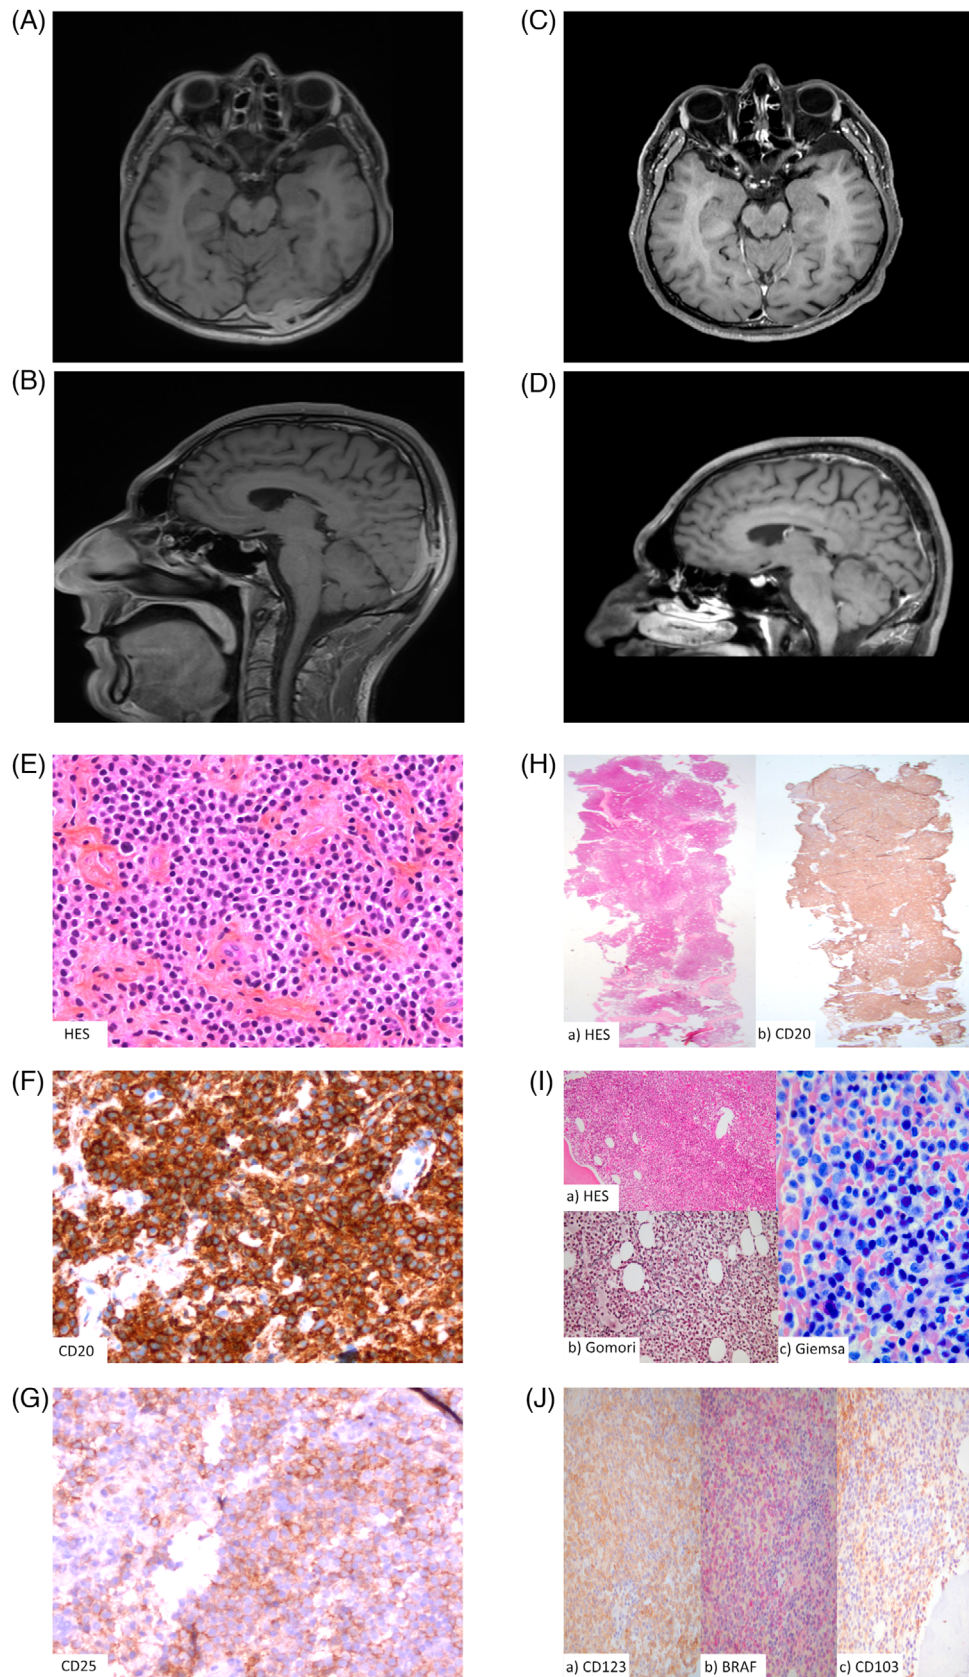 (A)
(C)
(B)
(D)
(E)
HES
(H)
a) HES
b) CD20
(F)
CD20
(I)
a) HES
b) Gomori
c) Giemsa
(G)
CD25
(J)
a) CD123
b) BRAF
c) CD103